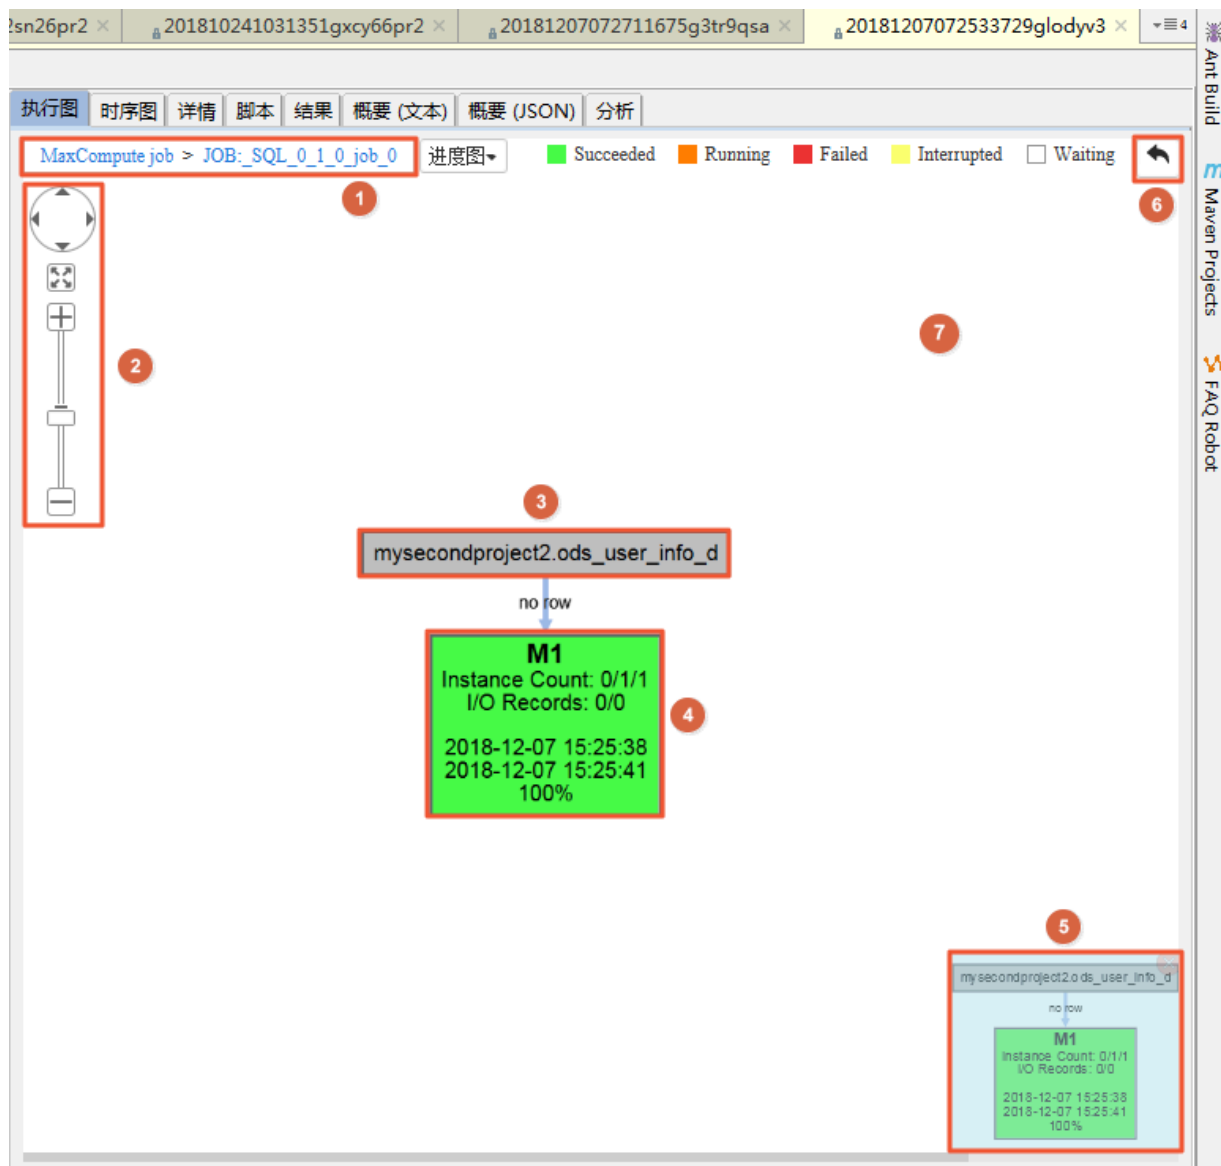 2sn26pr2
201810241031351gxcy66pr2
20181207072711675g3tr9qsa
20181207072533729glodyv3
4
执行图 时序图 详情 脚本 结果 概要 (文本) 概要 (JSON) 分析
MaxCompute job > JOB:_SQL_0_1_0_job_0
进度图
Succeeded Running Failed Interrupted Waiting
1
6
2
7
3
mysecondproject2.ods_user_info_d
no row
M1
Instance Count: 0/1/1
I/O Records: 0/0
2018-12-07 15:25:38
2018-12-07 15:25:41
100%
4
5
mysecondproject2.ods_user_info_d
no row
M1
Instance Count: 0/1/1
I/O Records: 0/0
2018-12-07 15:25:38
2018-12-07 15:25:41
100%
Ant Build
Maven Projects
FAQ Robot